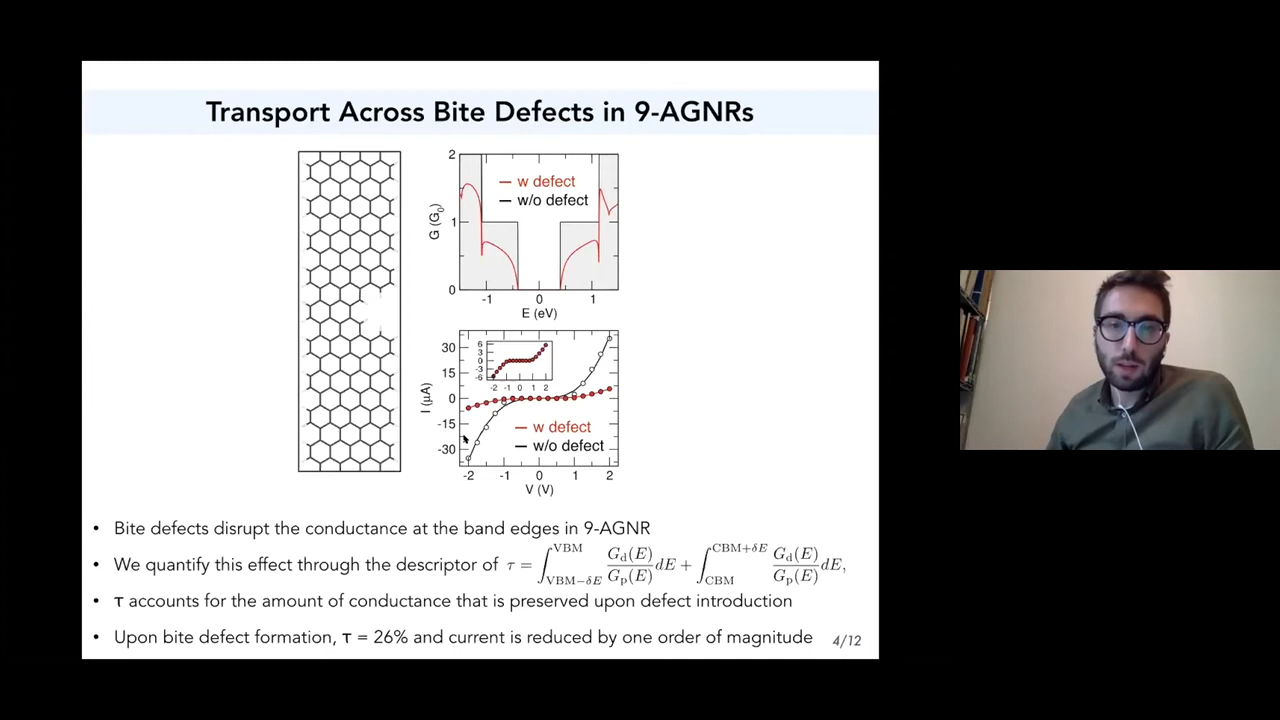 Transport Across Bite Defects in 9-AGNRs
2
1
0
G (G₀)
w defect
w/o defect
-1 0 1
E (eV)
30
15
0
-15
-30
I (μA)
6
3
0
-3
-6
-2 -1 0 1 2
w defect
w/o defect
-2 -1 0 1 2
V (V)
• Bite defects disrupt the conductance at the band edges in 9-AGNR
• We quantify this effect through the descriptor of τ = ∫_{VBM−δE}^{VBM} G_d(E)/G_p(E) dE + ∫_{CBM}^{CBM+δE} G_d(E)/G_p(E) dE,
• τ accounts for the amount of conductance that is preserved upon defect introduction
• Upon bite defect formation, τ = 26% and current is reduced by one order of magnitude
4/12